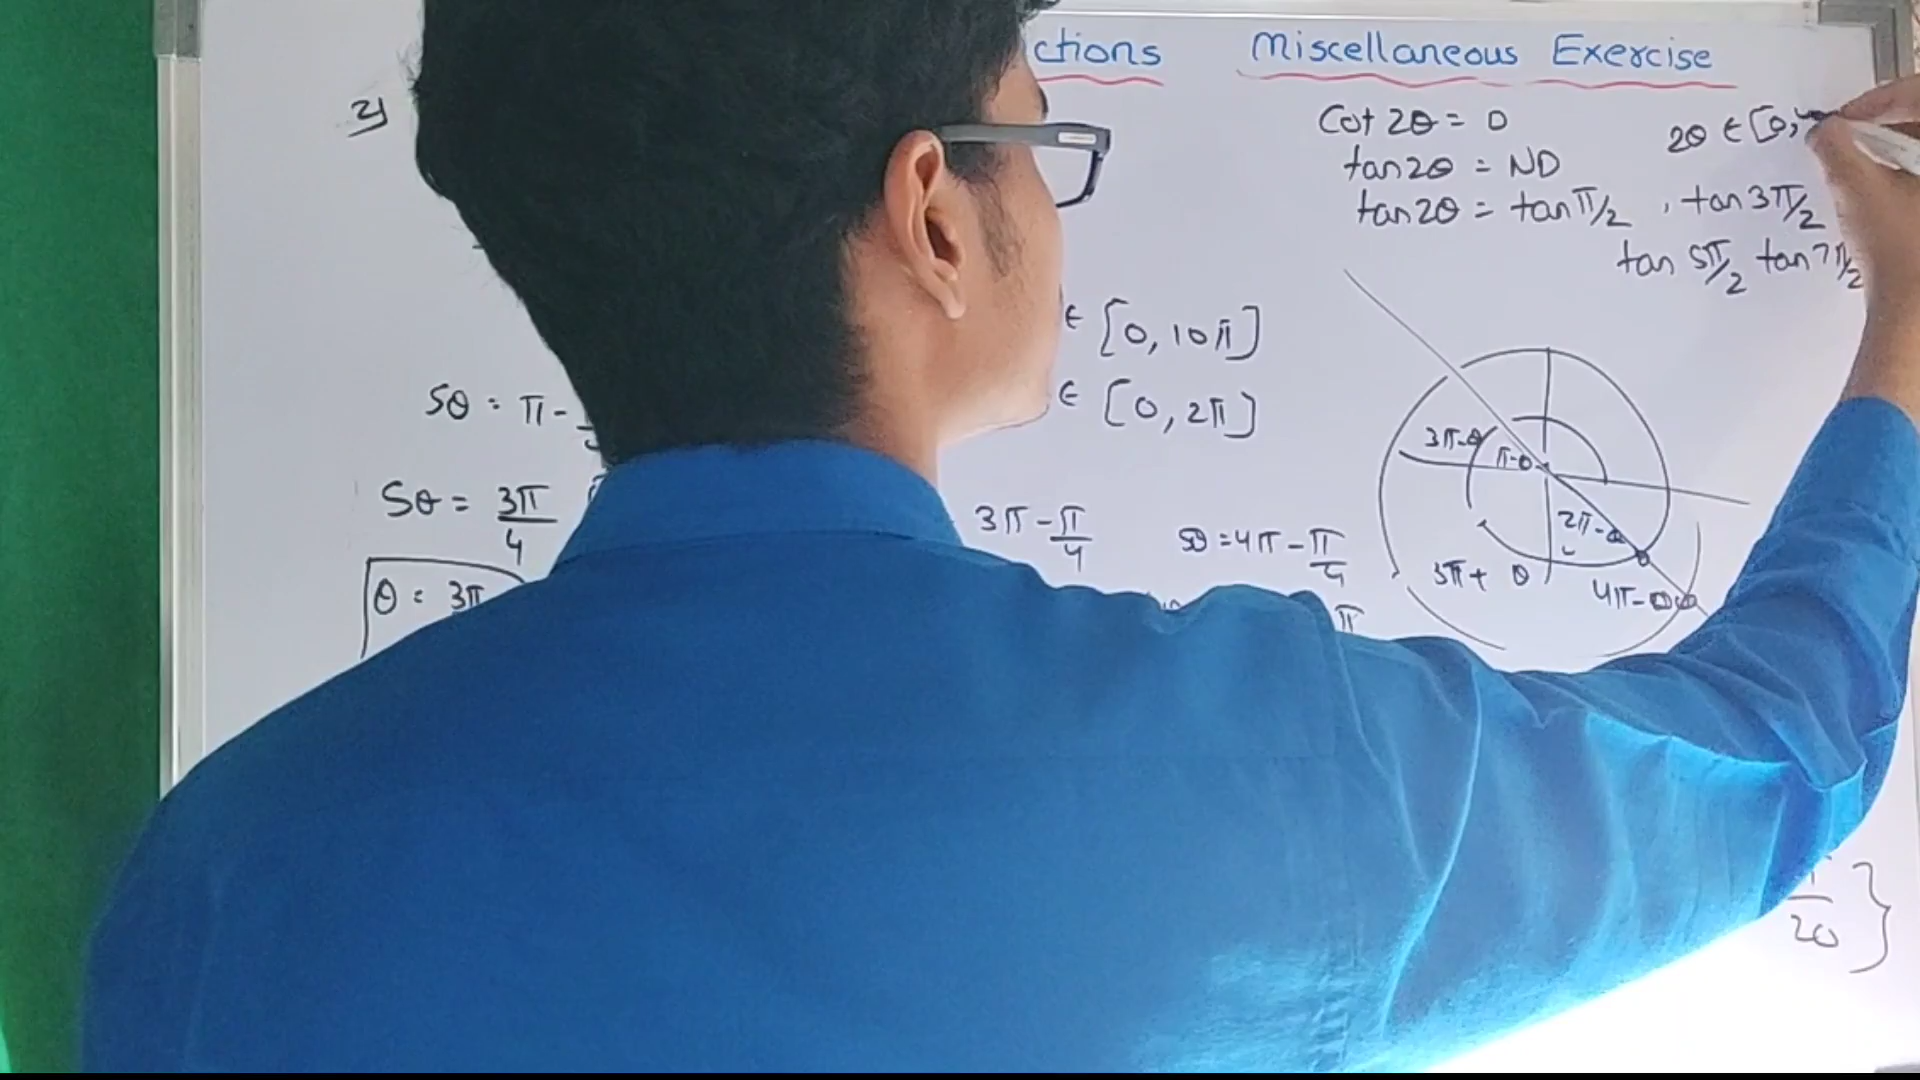 ctions Miscellaneous Exercise
2)
Cot 2θ = 0
2θ ∈ [0,
tan2θ = ND
tan2θ = tan π/2 , tan 3π/2
tan 5π/2 tan 7π/2
∈ [0, 10π]
∈ [0, 2π]
5θ = π -
5θ = 3π/4
3π - π/4
5θ = 4π - π/4
θ = 3π
π
3π-θ
π-θ
2π-θ
3π+ θ
4π-θ
20 }